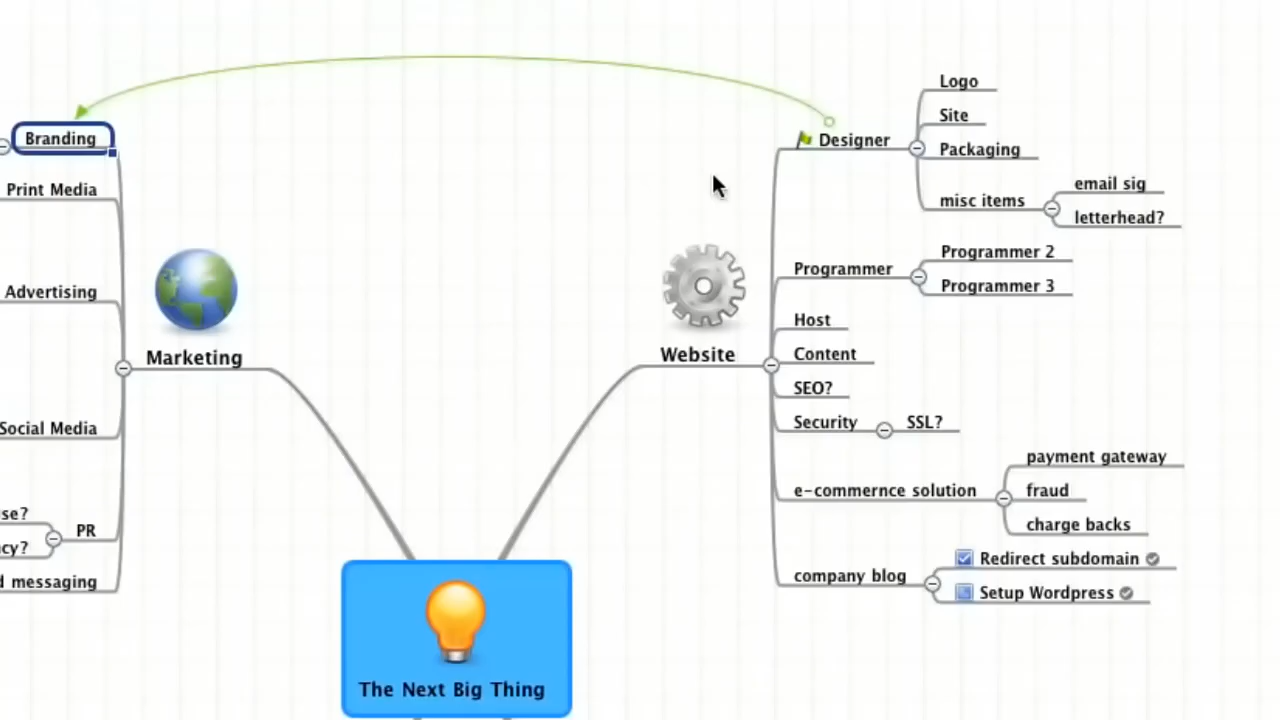 Branding
Print Media
Advertising
Marketing
Social Media
se?
cy?
PR
d messaging
The Next Big Thing
Website
Designer
Logo
Site
Packaging
misc items
email sig
letterhead?
Programmer
Programmer 2
Programmer 3
Host
Content
SEO?
Security
SSL?
e-commernce solution
payment gateway
fraud
charge backs
company blog
Redirect subdomain
Setup Wordpress